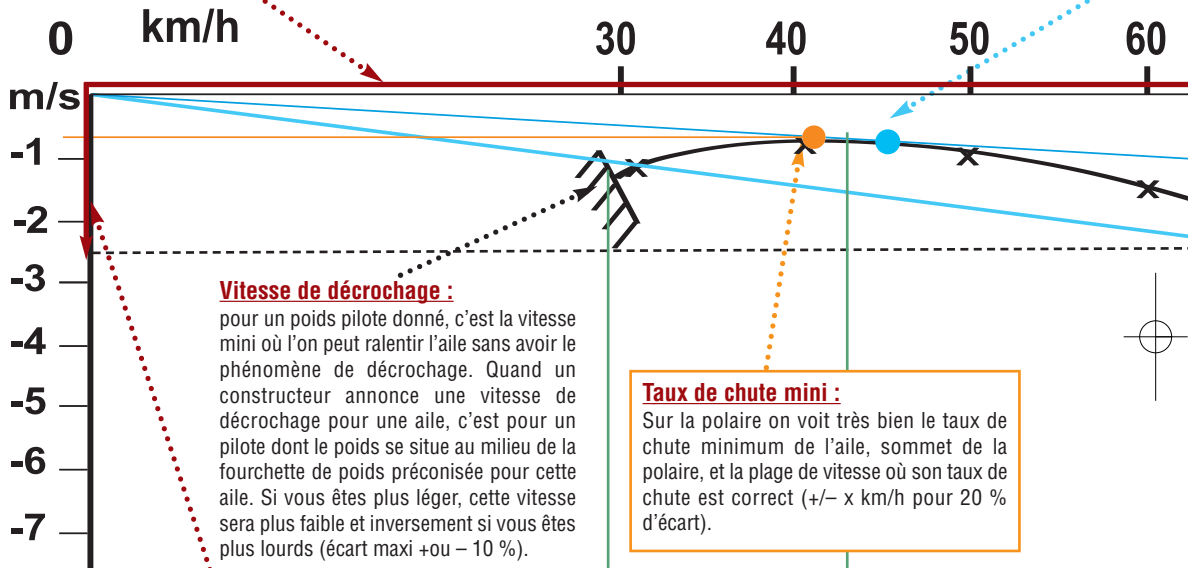 0 km/h 30 40 50 60
m/s
-1
-2
-3
-4
-5
-6
-7
Vitesse de décrochage :
pour un poids pilote donné, c’est la vitesse
mini où l’on peut ralentir l’aile sans avoir le
phénomène de décrochage. Quand un
constructeur annonce une vitesse de
décrochage pour une aile, c’est pour un
pilote dont le poids se situe au milieu de la
fourchette de poids préconisée pour cette
aile. Si vous êtes plus léger, cette vitesse
sera plus faible et inversement si vous êtes
plus lourds (écart maxi +ou – 10 %).
Taux de chute mini :
Sur la polaire on voit très bien le taux de
chute minimum de l’aile, sommet de la
polaire, et la plage de vitesse où son taux de
chute est correct (+/– x km/h pour 20 %
d’écart).